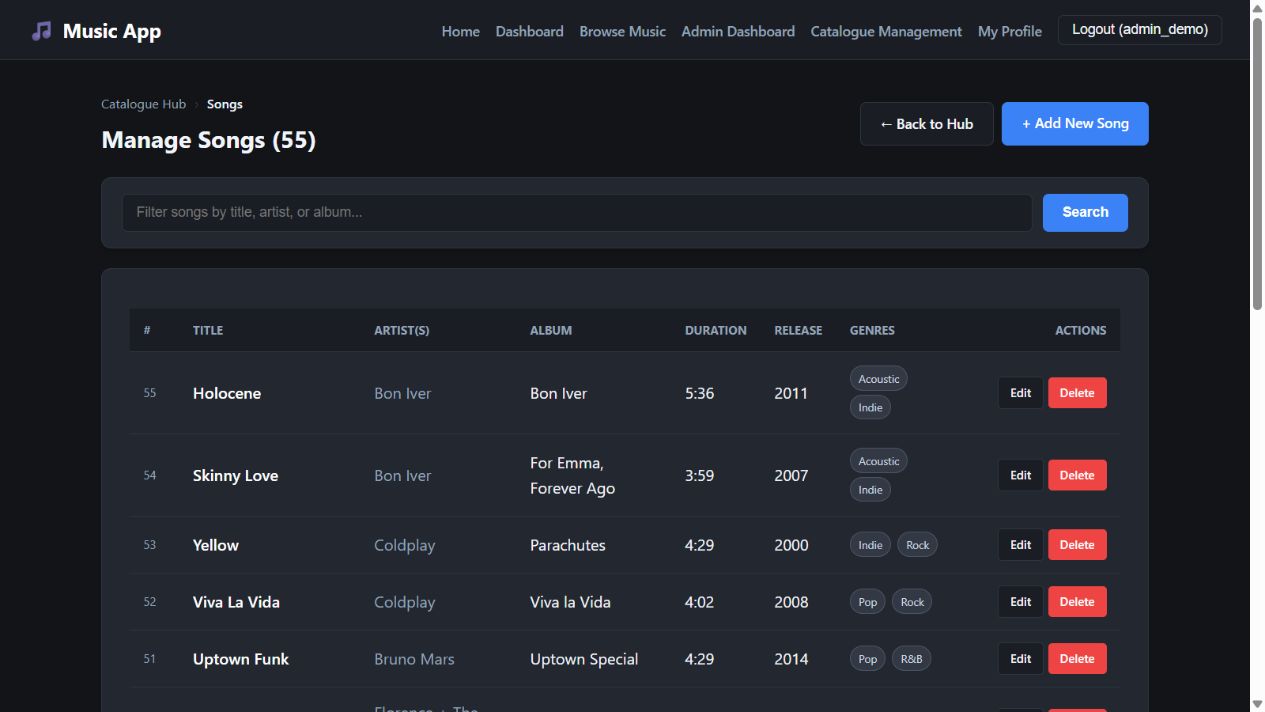 Music App
Home Dashboard Browse Music Admin Dashboard Catalogue Management My Profile Logout (admin_demo)
Catalogue Hub › Songs
Manage Songs (55)
← Back to Hub
+ Add New Song
Filter songs by title, artist, or album...
Search
# TITLE ARTIST(S) ALBUM DURATION RELEASE GENRES ACTIONS
55 Holocene Bon Iver Bon Iver 5:36 2011 Acoustic Indie Edit Delete
54 Skinny Love Bon Iver For Emma, Forever Ago 3:59 2007 Acoustic Indie Edit Delete
53 Yellow Coldplay Parachutes 4:29 2000 Indie Rock Edit Delete
52 Viva La Vida Coldplay Viva la Vida 4:02 2008 Pop Rock Edit Delete
51 Uptown Funk Bruno Mars Uptown Special 4:29 2014 Pop R&B Edit Delete
Florence + The